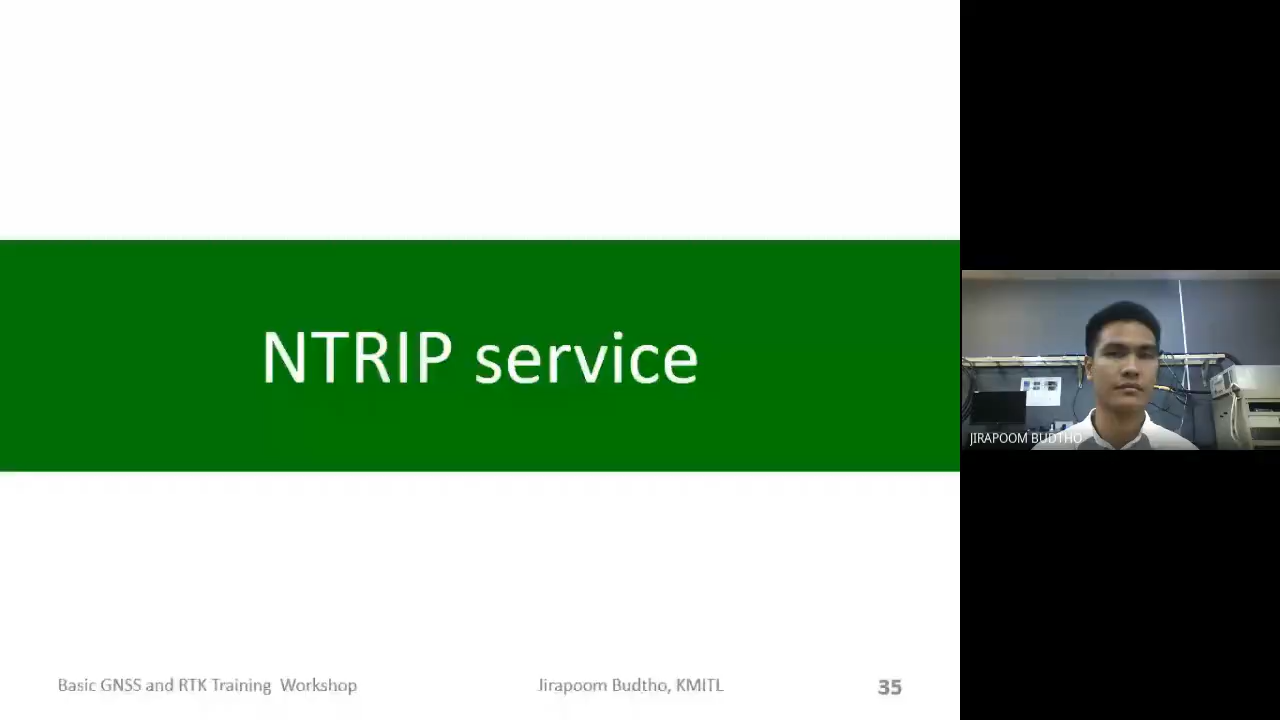 NTRIP service
JIRAPOOM BUDTHO
Basic GNSS and RTK Training Workshop
Jirapoom Budtho, KMITL
35